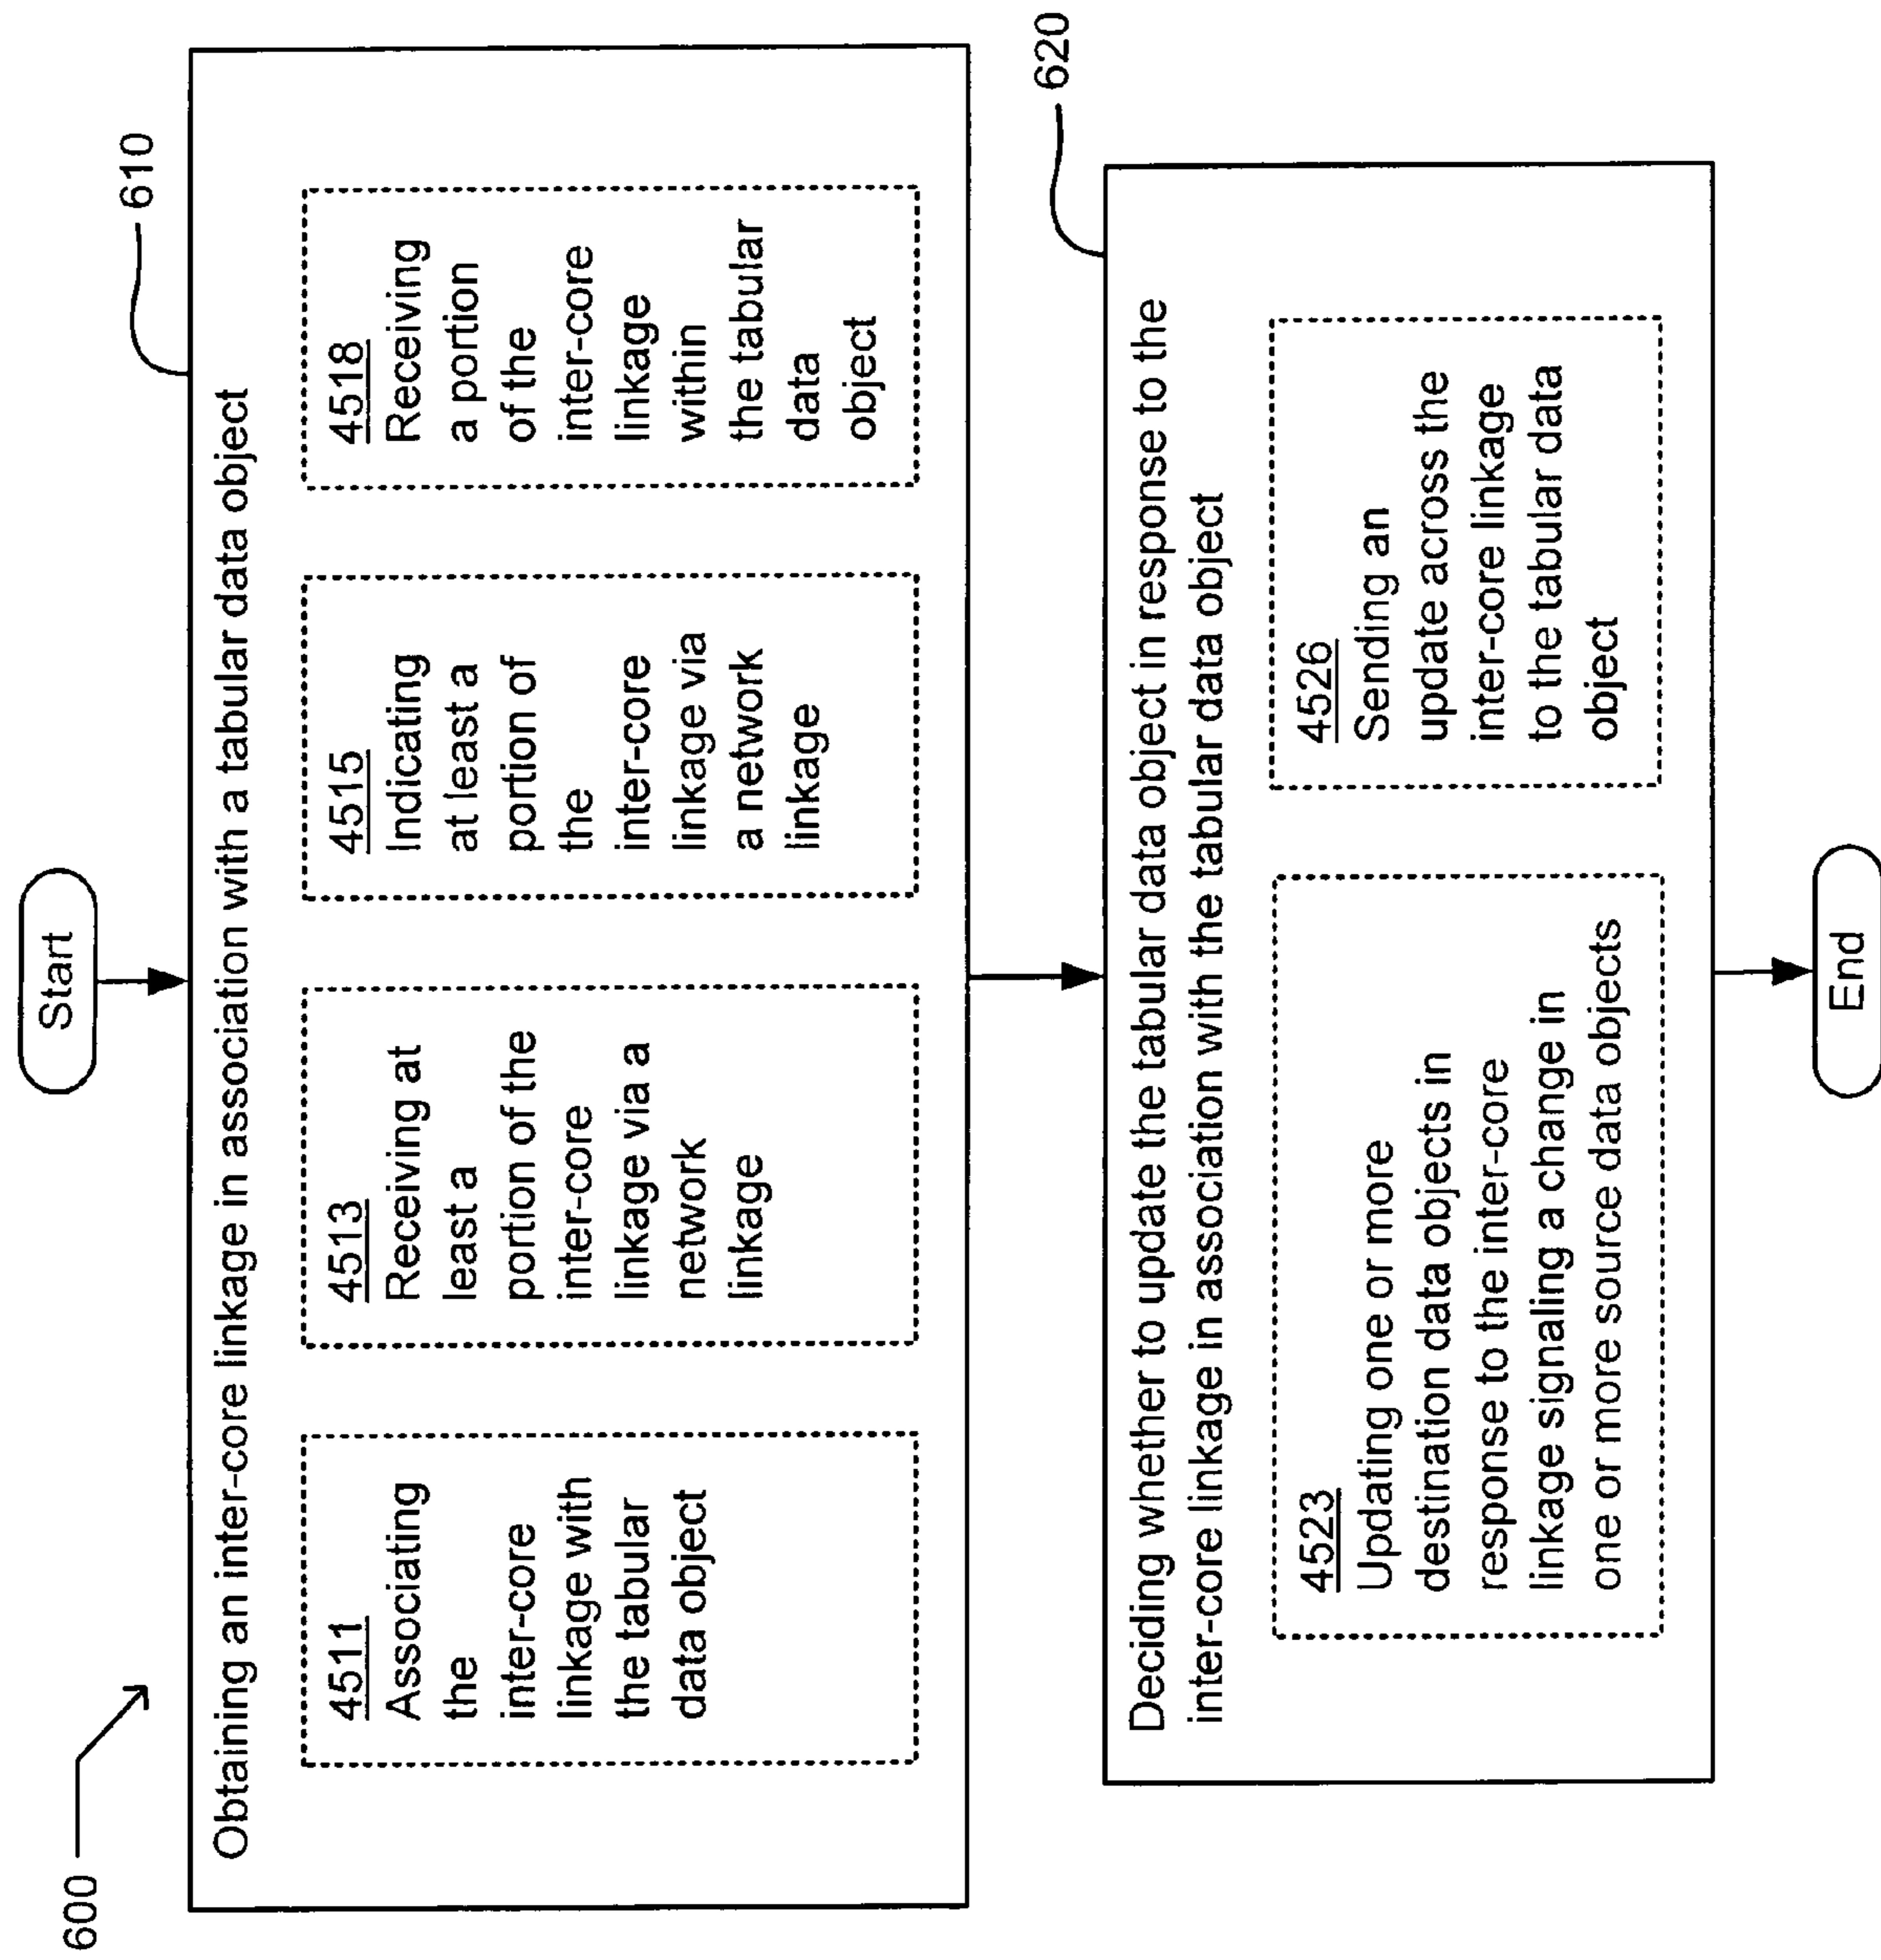 600
Start
610
Obtaining an inter-core linkage in association with a tabular data object
4511
Associating
the
inter-core
linkage with
the tabular
data object
4513
Receiving at
least a
portion of the
inter-core
linkage via a
network
linkage
4515
Indicating
at least a
portion of
the
inter-core
linkage via
a network
linkage
4518
Receiving
a portion
of the
inter-core
linkage
within
the tabular
data
object
620
Deciding whether to update the tabular data object in response to the
inter-core linkage in association with the tabular data object
4523
Updating one or more
destination data objects in
response to the inter-core
linkage signaling a change in
one or more source data objects
4526
Sending an
update across the
inter-core linkage
to the tabular data
object
End